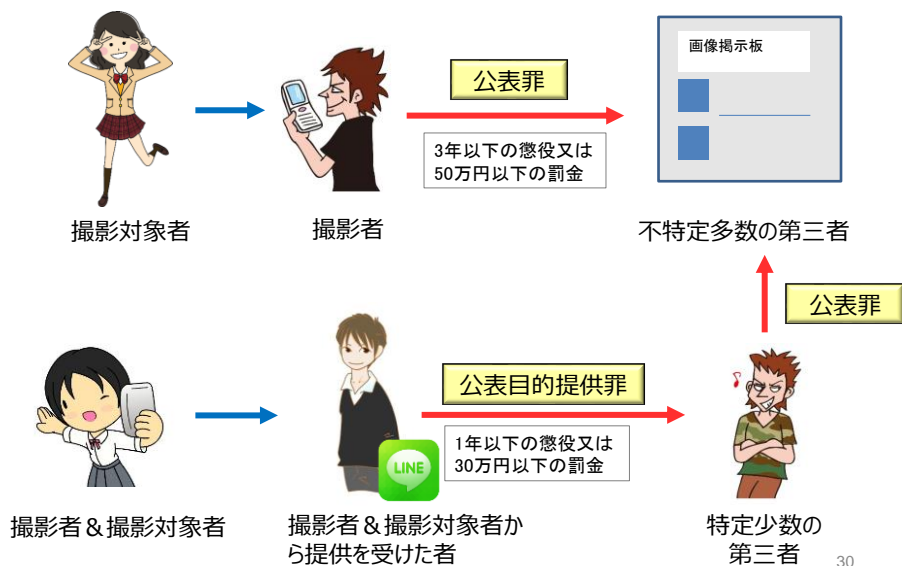 画像掲示板
公表罪
3年以下の懲役又は
50万円以下の罰金
撮影対象者
撮影者
不特定多数の第三者
公表罪
公表目的提供罪
1年以下の懲役又は
30万円以下の罰金
LINE
撮影者&撮影対象者
撮影者&撮影対象者か
ら提供を受けた者
特定少数の
第三者
30